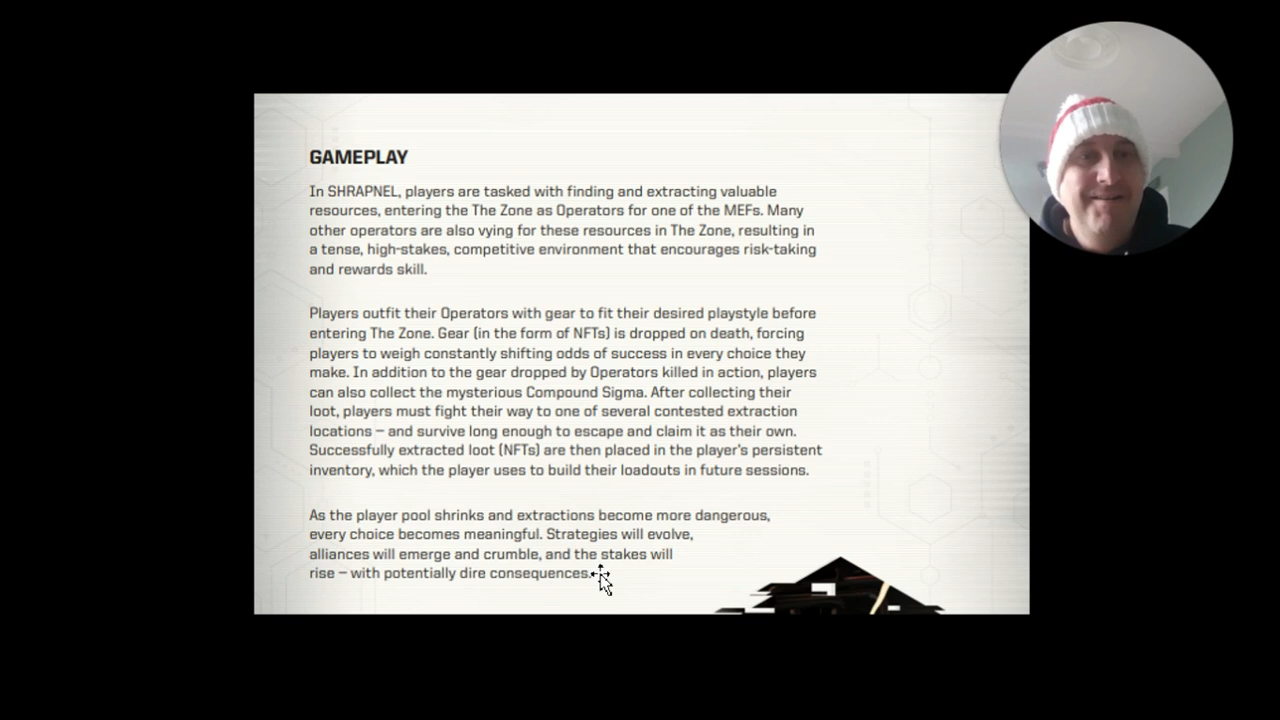 GAMEPLAY
In SHRAPNEL, players are tasked with finding and extracting valuable
resources, entering the The Zone as Operators for one of the MEFs. Many
other operators are also vying for these resources in The Zone, resulting in
a tense, high-stakes, competitive environment that encourages risk-taking
and rewards skill.
Players outfit their Operators with gear to fit their desired playstyle before
entering The Zone. Gear (in the form of NFTs) is dropped on death, forcing
players to weigh constantly shifting odds of success in every choice they
make. In addition to the gear dropped by Operators killed in action, players
can also collect the mysterious Compound Sigma. After collecting their
loot, players must fight their way to one of several contested extraction
locations – and survive long enough to escape and claim it as their own.
Successfully extracted loot (NFTs) are then placed in the player's persistent
inventory, which the player uses to build their loadouts in future sessions.
As the player pool shrinks and extractions become more dangerous,
every choice becomes meaningful. Strategies will evolve,
alliances will emerge and crumble, and the stakes will
rise – with potentially dire consequences.